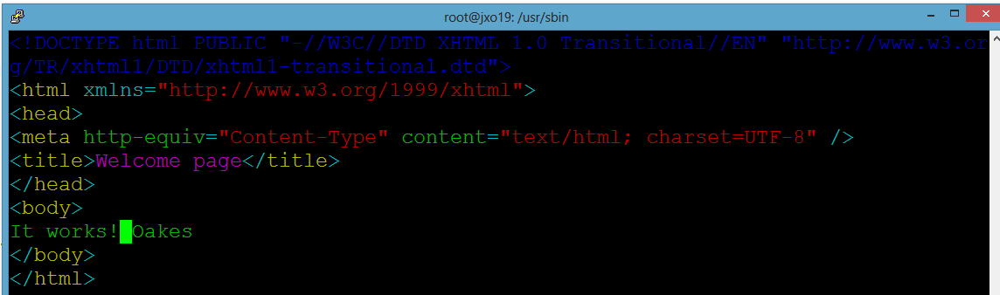 root@jxo19: /usr/sbin
<!DOCTYPE html PUBLIC "-//W3C//DTD XHTML 1.0 Transitional//EN" "http://www.w3.or
g/TR/xhtml1/DTD/xhtml1-transitional.dtd">
<html xmlns="http://www.w3.org/1999/xhtml">
<head>
<meta http-equiv="Content-Type" content="text/html; charset=UTF-8" />
<title>Welcome page</title>
</head>
<body>
It works! Oakes
</body>
</html>